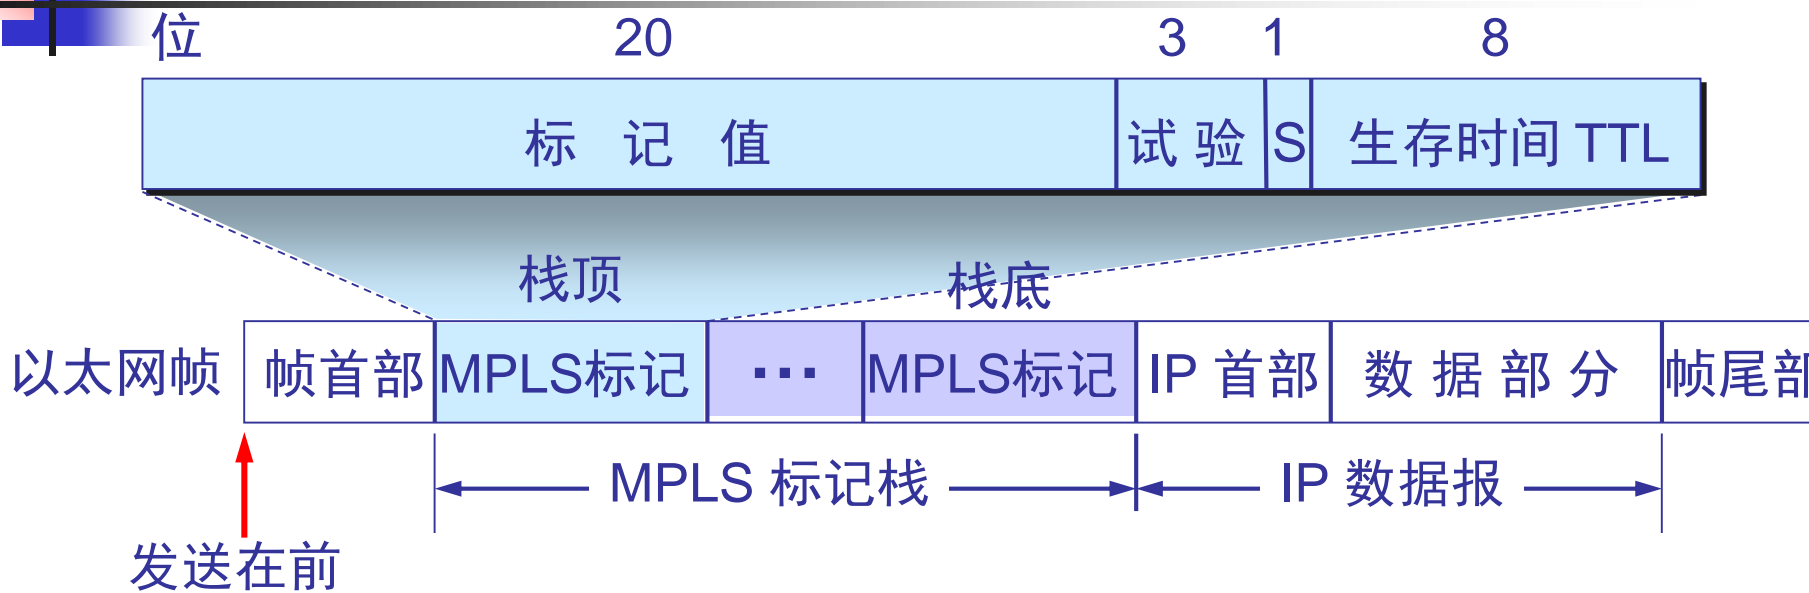 位 20 3 1 8
标 记 值 试 验 S 生存时间 TTL
栈顶 栈底
以太网帧 帧首部 MPLS标记 … MPLS标记 IP 首部 数 据 部 分 帧尾部
MPLS 标记栈 IP 数据报
发送在前